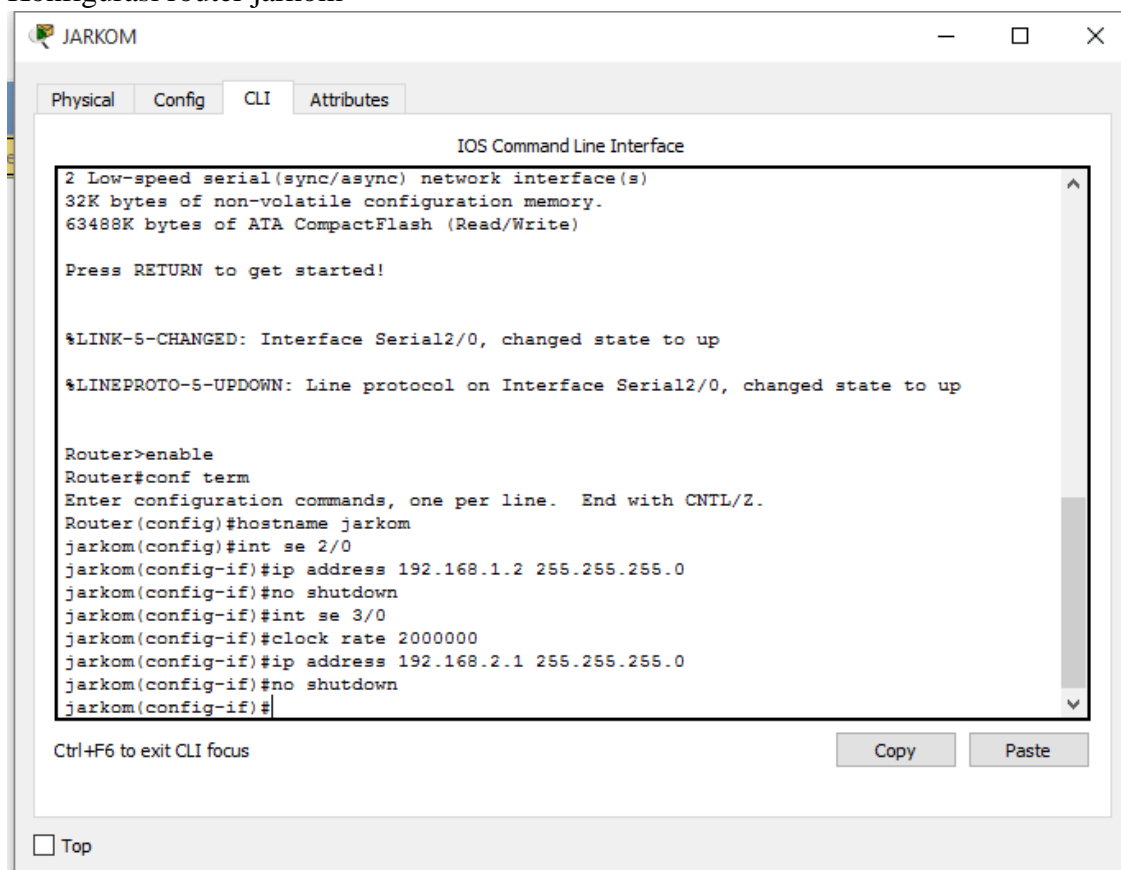 Konfigurasi router jarkom
JARKOM
Physical Config CLI Attributes
IOS Command Line Interface
2 Low-speed serial(sync/async) network interface(s)
32K bytes of non-volatile configuration memory.
63488K bytes of ATA CompactFlash (Read/Write)
Press RETURN to get started!
%LINK-5-CHANGED: Interface Serial2/0, changed state to up
%LINEPROTO-5-UPDOWN: Line protocol on Interface Serial2/0, changed state to up
Router>enable
Router#conf term
Enter configuration commands, one per line.  End with CNTL/Z.
Router(config)#hostname jarkom
jarkom(config)#int se 2/0
jarkom(config-if)#ip address 192.168.1.2 255.255.255.0
jarkom(config-if)#no shutdown
jarkom(config-if)#int se 3/0
jarkom(config-if)#clock rate 2000000
jarkom(config-if)#ip address 192.168.2.1 255.255.255.0
jarkom(config-if)#no shutdown
jarkom(config-if)#
Ctrl+F6 to exit CLI focus
Copy Paste
Top